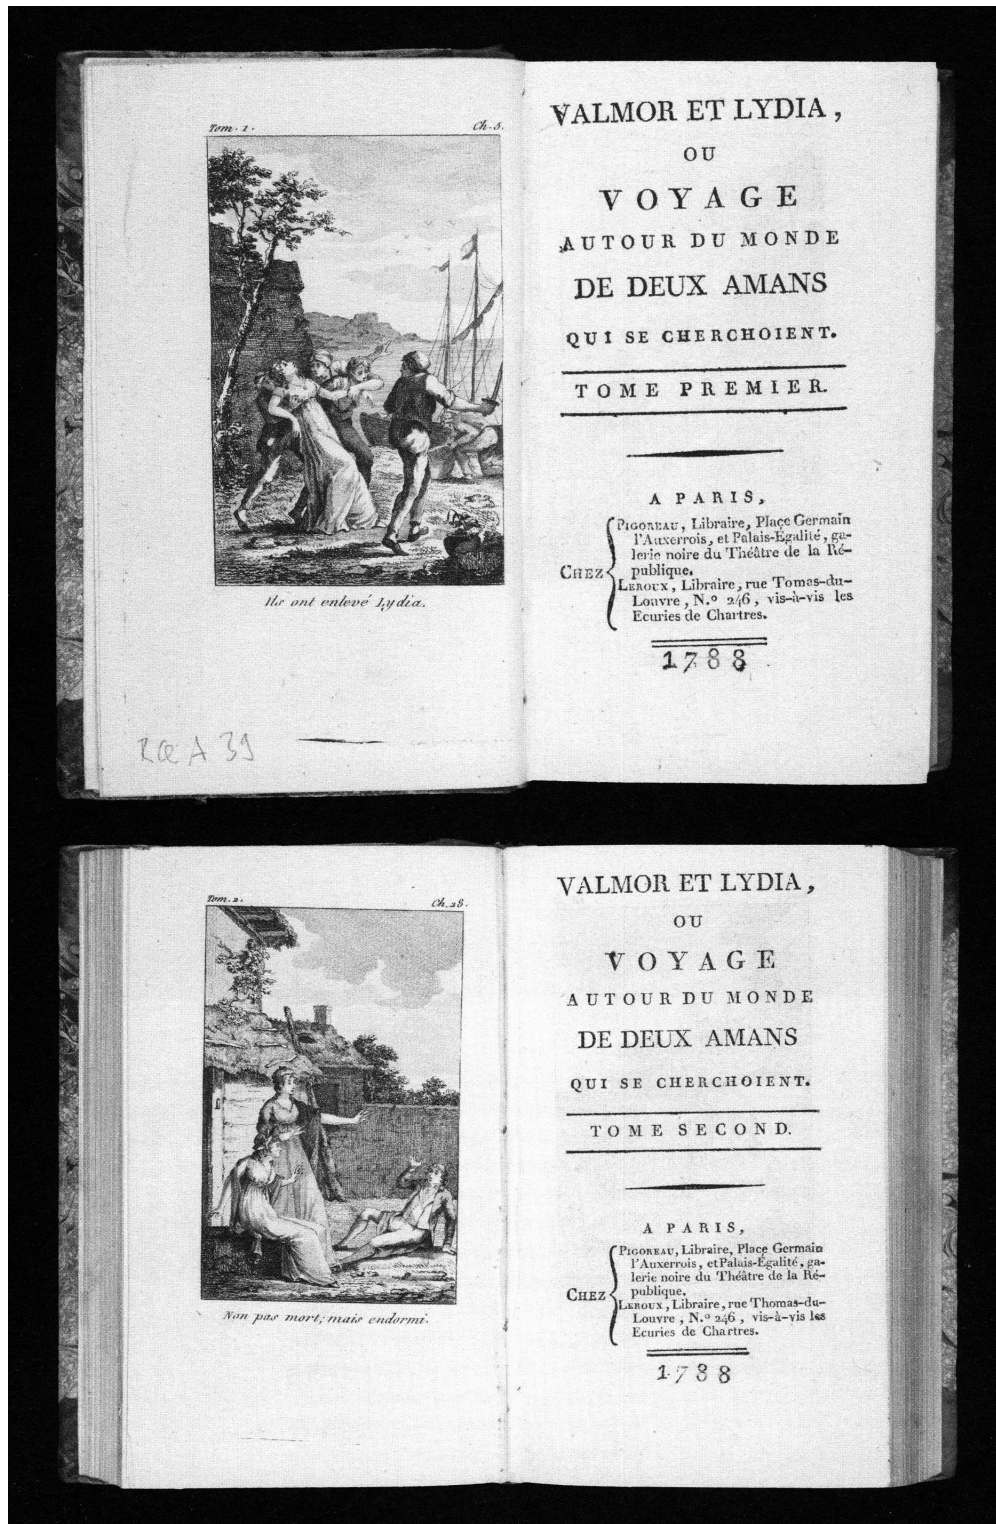 Tom. 1. Ch. 5.
Ils ont enlevé Lydia.
RœA 39
VALMOR ET LYDIA,
OU
VOYAGE
AUTOUR DU MONDE
DE DEUX AMANS
QUI SE CHERCHOIENT.
TOME PREMIER.
A PARIS,
CHEZ
PIGOREAU, Libraire, Place Germain
l'Auxerrois, et Palais-Égalité, ga-
lerie noire du Théâtre de la Ré-
publique.
LEROUX, Libraire, rue Tomas-du-
Louvre, N.º 246, vis-à-vis les
Ecuries de Chartres.
1788
Tom. 2. Ch. 28.
Non pas mort; mais endormi.
VALMOR ET LYDIA,
OU
VOYAGE
AUTOUR DU MONDE
DE DEUX AMANS
QUI SE CHERCHOIENT.
TOME SECOND.
A PARIS,
CHEZ
PIGOREAU, Libraire, Place Germain
l'Auxerrois, et Palais-Égalité, ga-
lerie noire du Théâtre de la Ré-
publique.
LEROUX, Libraire, rue Thomas-du-
Louvre, N.º 246, vis-à-vis les
Ecuries de Chartres.
1788